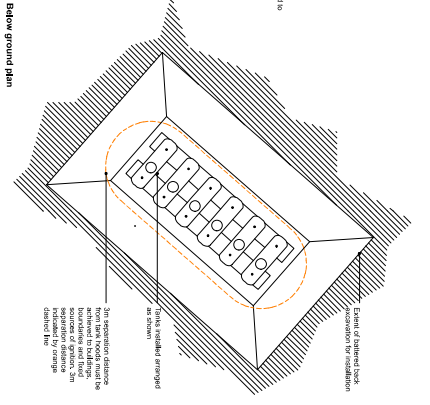 Extent of battered back
excavation for installation
d to
Tanks installed arranged
as shown
3m separation distance
from tank hoods must be
achieved to buildings,
boundaries and fixed
sources of ignition. 3m
separation distance
indicated by orange
dashed line
Below ground plan